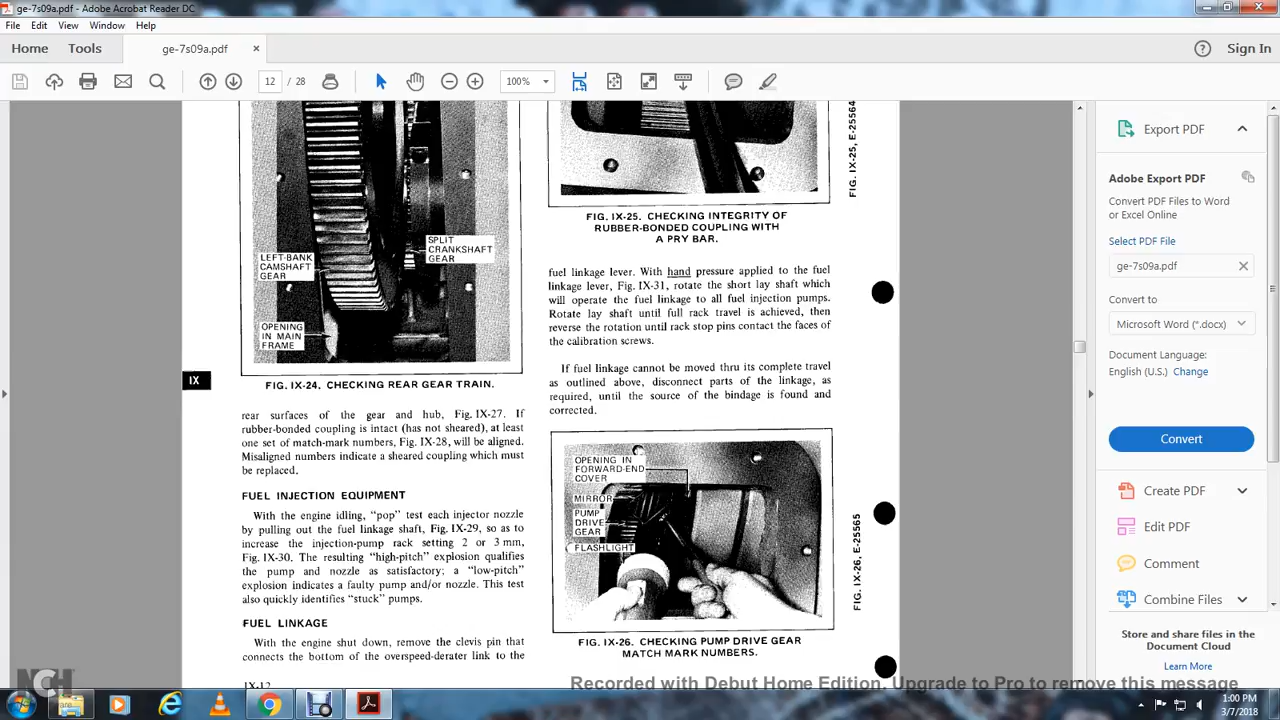 ge-7s09a.pdf - Adobe Acrobat Reader DC
File Edit View Window Help
Home Tools ge-7s09a.pdf × ? Sign In
12 / 28 100%
LEFT-BANK
CAMSHAFT
GEAR
SPLIT
CRANKSHAFT
GEAR
OPENING
IN MAIN
FRAME
FIG. IX-24. CHECKING REAR GEAR TRAIN.
IX
rear surfaces of the gear and hub, Fig. IX-27. If
rubber-bonded coupling is intact (has not sheared), at least
one set of match-mark numbers, Fig. IX-28, will be aligned.
Misaligned numbers indicate a sheared coupling which must
be replaced.
FUEL INJECTION EQUIPMENT
With the engine idling, “pop” test each injector nozzle
by pulling out the fuel linkage shaft, Fig. IX-29, so as to
increase the injection-pump rack setting 2 or 3 mm,
Fig. IX-30. The resulting “high-pitch” explosion qualifies
the pump and nozzle as satisfactory; a “low-pitch”
explosion indicates a faulty pump and/or nozzle. This test
also quickly identifies “stuck” pumps.
FUEL LINKAGE
With the engine shut down, remove the clevis pin that
connects the bottom of the overspeed-derater link to the
IX-12
FIG. IX-25, E-25564
FIG. IX-25. CHECKING INTEGRITY OF
RUBBER-BONDED COUPLING WITH
A PRY BAR.
fuel linkage lever. With hand pressure applied to the fuel
linkage lever, Fig. IX-31, rotate the short lay shaft which
will operate the fuel linkage to all fuel injection pumps.
Rotate lay shaft until full rack travel is achieved, then
reverse the rotation until rack stop pins contact the faces of
the calibration screws.
If fuel linkage cannot be moved thru its complete travel
as outlined above, disconnect parts of the linkage, as
required, until the source of the bindage is found and
corrected.
OPENING IN
FORWARD-END
COVER
MIRROR
PUMP
DRIVE
GEAR
FLASHLIGHT
FIG. IX-26, E-25565
FIG. IX-26. CHECKING PUMP DRIVE GEAR
MATCH MARK NUMBERS.
Export PDF
Adobe Export PDF
Convert PDF Files to Word
or Excel Online
Select PDF File
ge-7s09a.pdf
Convert to
Microsoft Word (*.docx)
Document Language:
English (U.S.) Change
Convert
Create PDF
Edit PDF
Comment
Combine Files
Store and share files in the
Document Cloud
Learn More
NCH
Recorded with Debut Home Edition. Upgrade to Pro to remove this message
1:00 PM
3/7/2018